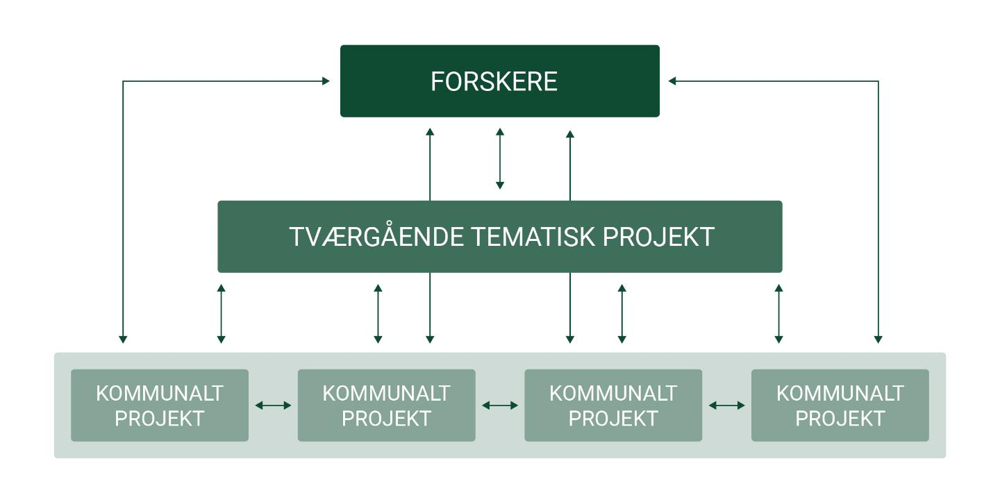 FORSKERE
TVÆRGÅENDE TEMATISK PROJEKT
KOMMUNALT
PROJEKT
KOMMUNALT
PROJEKT
KOMMUNALT
PROJEKT
KOMMUNALT
PROJEKT